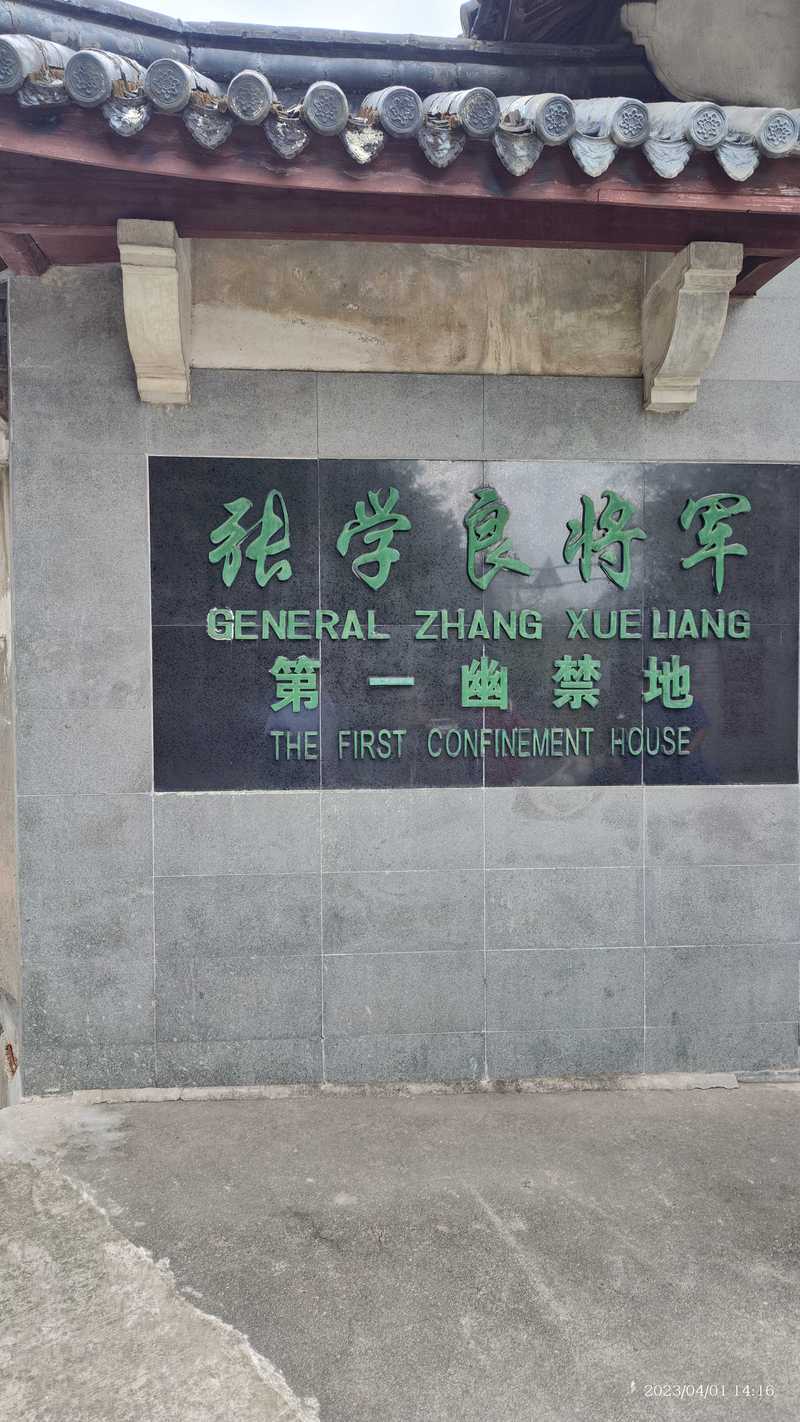 张学良将军
GENERAL ZHANG XUE LIANG
第一幽禁地
THE FIRST CONFINEMENT HOUSE
2023/04/01 14:16